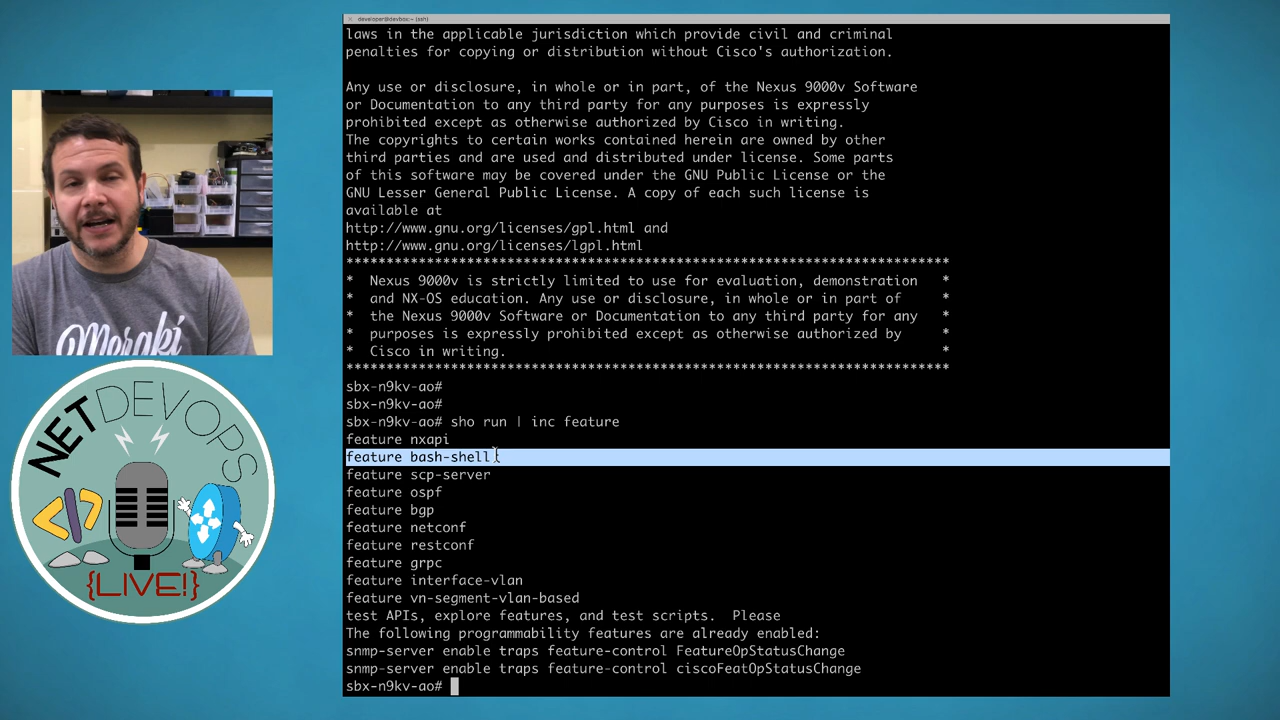 developer@devbox:~ (ssh)
laws in the applicable jurisdiction which provide civil and criminal
penalties for copying or distribution without Cisco's authorization.
Any use or disclosure, in whole or in part, of the Nexus 9000v Software
or Documentation to any third party for any purposes is expressly
prohibited except as otherwise authorized by Cisco in writing.
The copyrights to certain works contained herein are owned by other
third parties and are used and distributed under license. Some parts
of this software may be covered under the GNU Public License or the
GNU Lesser General Public License. A copy of each such license is
available at
http://www.gnu.org/licenses/gpl.html and
http://www.gnu.org/licenses/lgpl.html
***************************************************************************
*  Nexus 9000v is strictly limited to use for evaluation, demonstration   *
*  and NX-OS education. Any use or disclosure, in whole or in part of     *
*  the Nexus 9000v Software or Documentation to any third party for any   *
*  purposes is expressly prohibited except as otherwise authorized by     *
*  Cisco in writing.                                                      *
***************************************************************************
sbx-n9kv-ao#
sbx-n9kv-ao#
sbx-n9kv-ao# sho run | inc feature
feature nxapi
feature bash-shell
feature scp-server
feature ospf
feature bgp
feature netconf
feature restconf
feature grpc
feature interface-vlan
feature vn-segment-vlan-based
test APIs, explore features, and test scripts.  Please
The following programmability features are already enabled:
snmp-server enable traps feature-control FeatureOpStatusChange
snmp-server enable traps feature-control ciscoFeatOpStatusChange
sbx-n9kv-ao#
Meraki
NETDEVOPS
</>
{LIVE!}